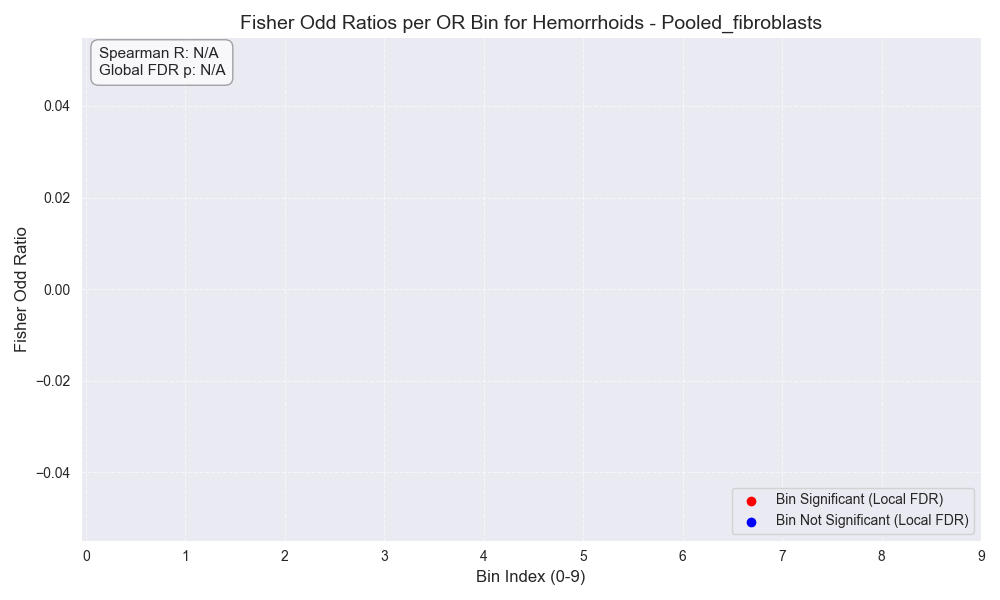 Fisher Odd Ratios per OR Bin for Hemorrhoids - Pooled_fibroblasts
Spearman R: N/A
Global FDR p: N/A
0.04
0.02
0.00
−0.02
−0.04
Fisher Odd Ratio
Bin Significant (Local FDR)
Bin Not Significant (Local FDR)
0 1 2 3 4 5 6 7 8 9
Bin Index (0-9)